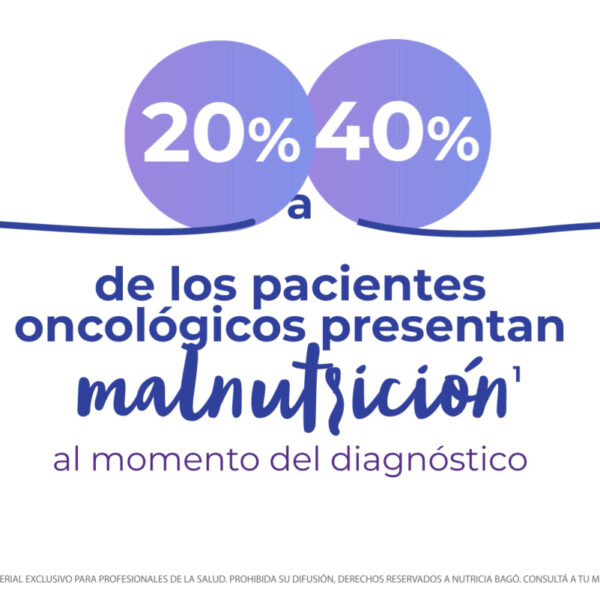 20% 40%
a
de los pacientes
oncológicos presentan
malnutrición¹
al momento del diagnóstico
EXCLUSIVO PARA PROFESIONALES DE LA SALUD. PROHIBIDA SU DIFUSIÓN, DERECHOS RESERVADOS A NUTRICIA BAGÓ. CONSULTÁ A TU